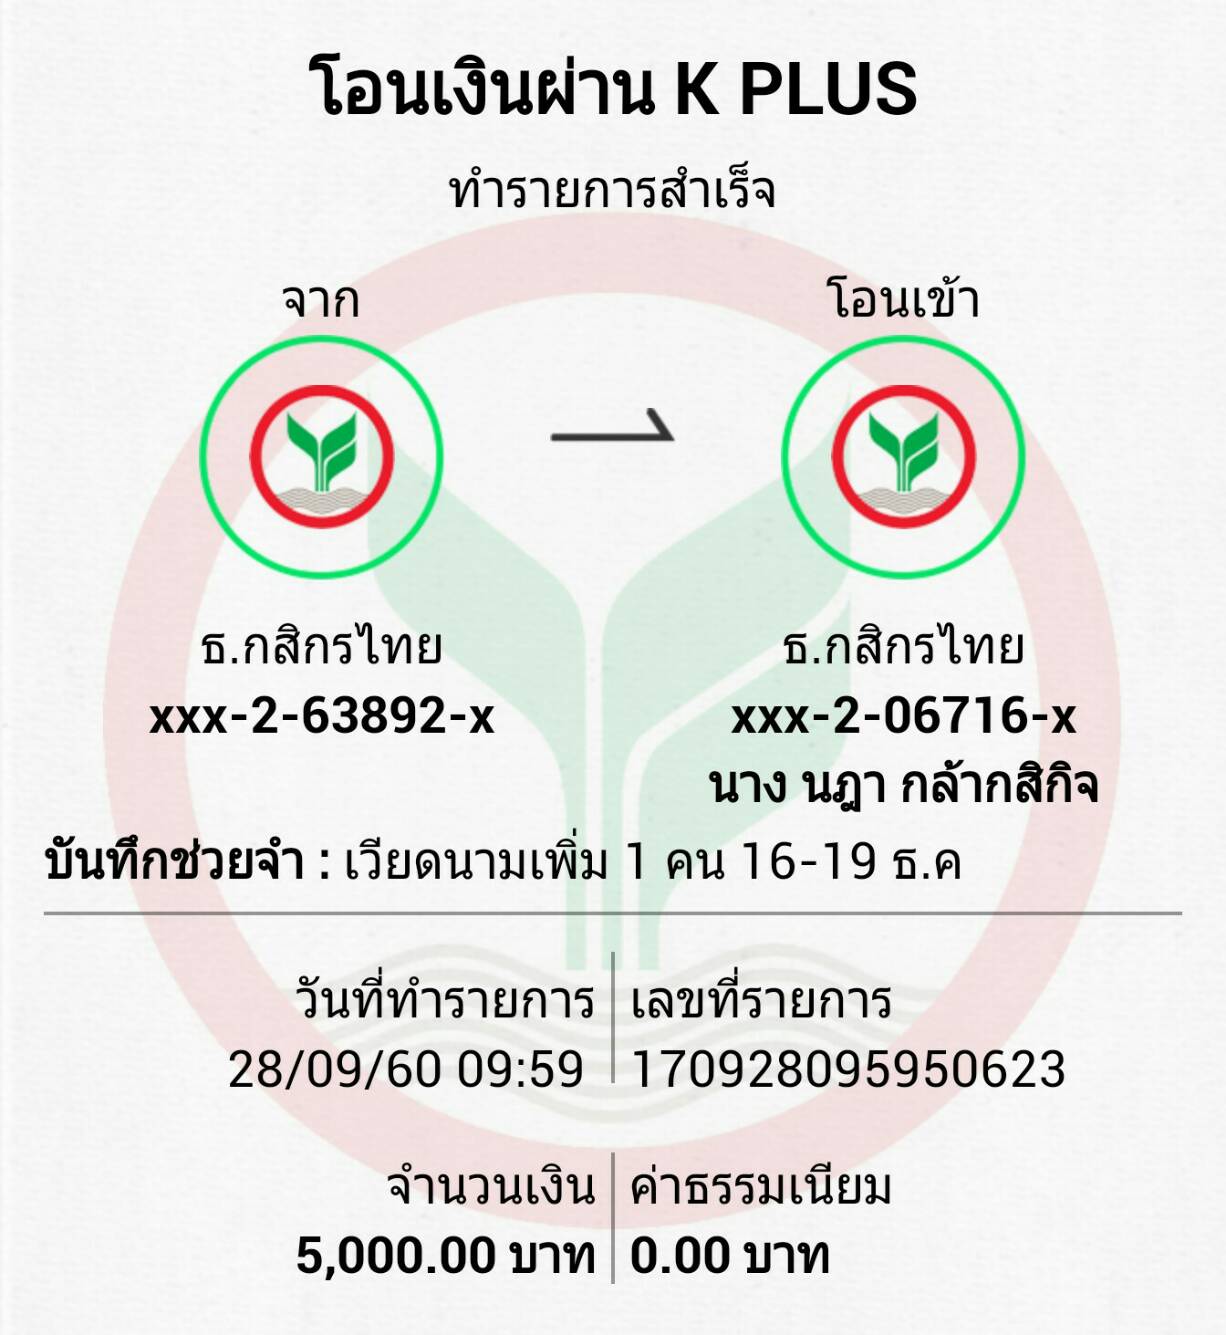 โอนเงินผ่าน K PLUS
ทำรายการสำเร็จ
จาก
โอนเข้า
ธ.กสิกรไทย
xxx-2-63892-x
ธ.กสิกรไทย
xxx-2-06716-x
นาง นฎา กล้ากสิกิจ
บันทึกช่วยจำ : เวียดนามเพิ่ม 1 คน 16-19 ธ.ค
วันที่ทำรายการ
28/09/60 09:59
เลขที่รายการ
170928095950623
จำนวนเงิน
5,000.00 บาท
ค่าธรรมเนียม
0.00 บาท